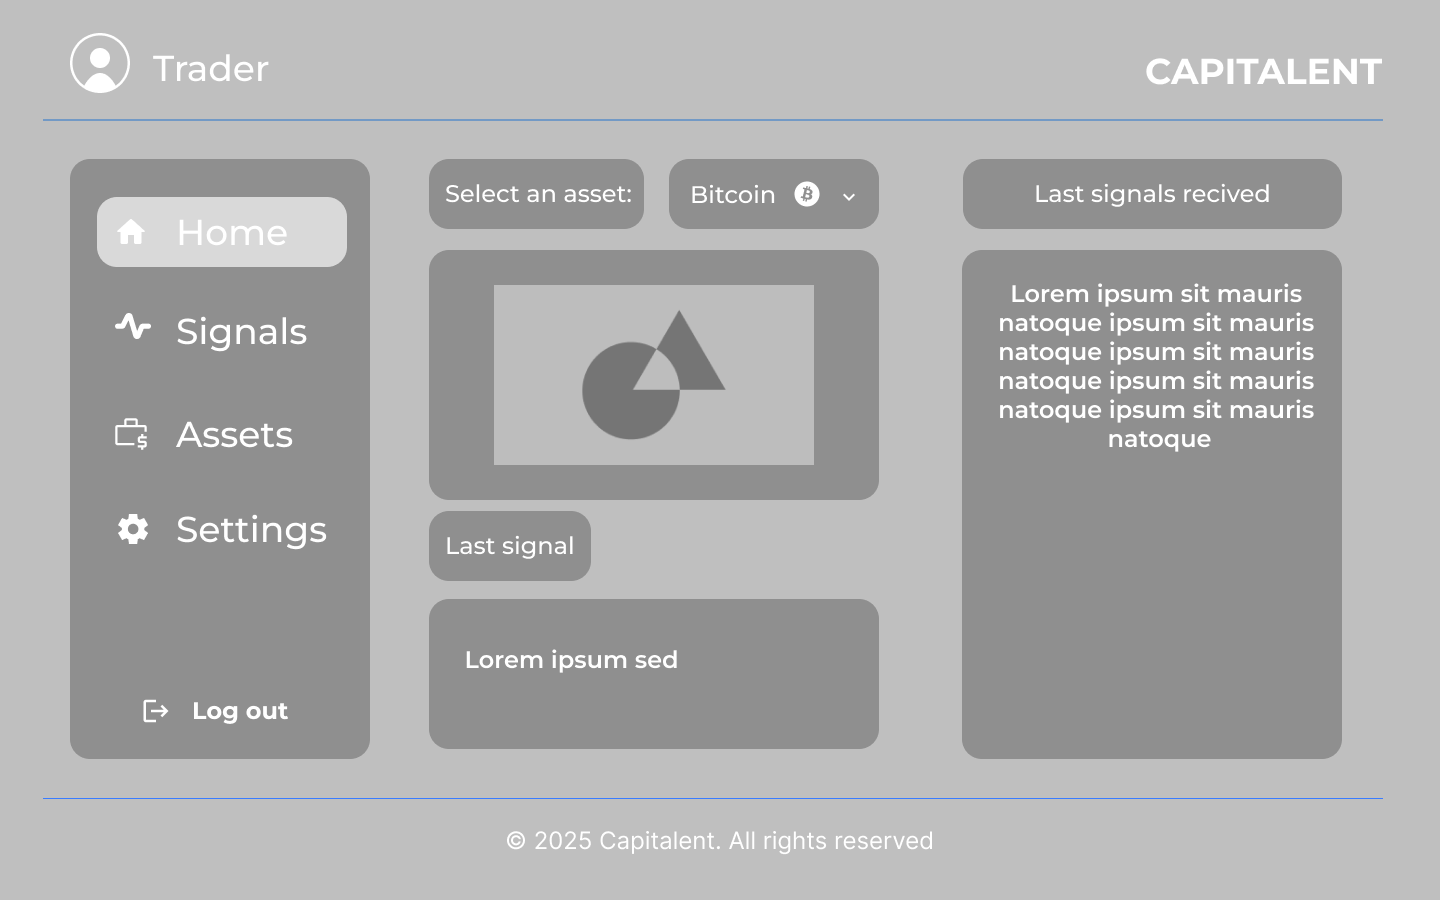 Trader
CAPITALENT
Home
Signals
Assets
Settings
Log out
Select an asset:
Bitcoin
Last signal
Lorem ipsum sed
Last signals recived
Lorem ipsum sit mauris
natoque ipsum sit mauris
natoque ipsum sit mauris
natoque ipsum sit mauris
natoque ipsum sit mauris
natoque
© 2025 Capitalent. All rights reserved